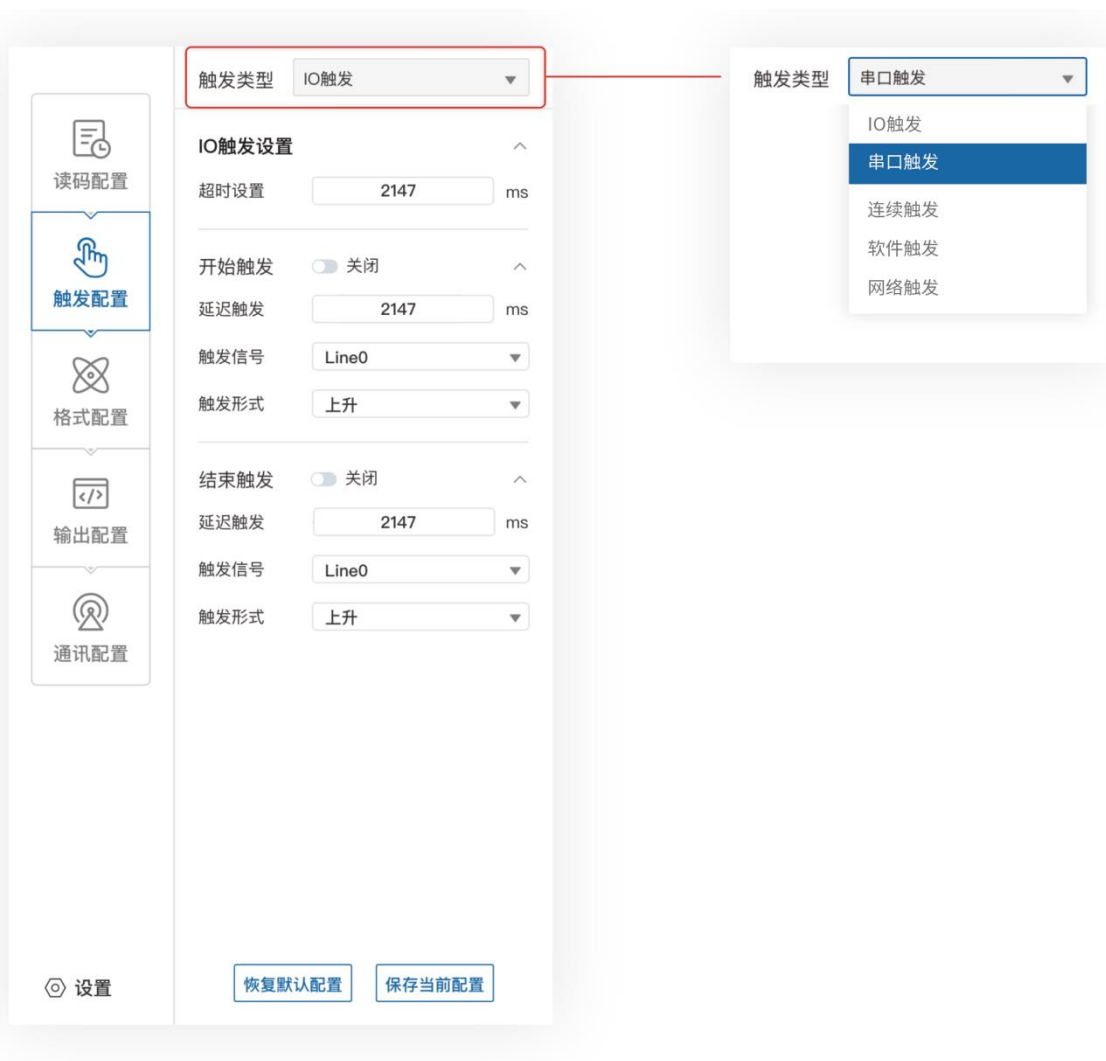 触发类型 IO触发
IO触发设置
超时设置 2147 ms
开始触发 关闭
延迟触发 2147 ms
触发信号 Line0
触发形式 上升
结束触发 关闭
延迟触发 2147 ms
触发信号 Line0
触发形式 上升
恢复默认配置 保存当前配置
读码配置
触发配置
格式配置
</>
输出配置
通讯配置
设置
触发类型 串口触发
IO触发
串口触发
连续触发
软件触发
网络触发